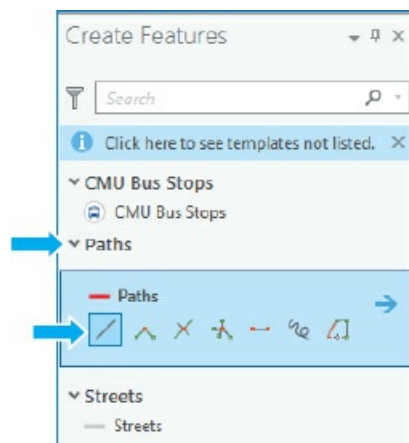 Create Features
Search
Click here to see templates not listed.
CMU Bus Stops
CMU Bus Stops
Paths
Paths
Streets
Streets